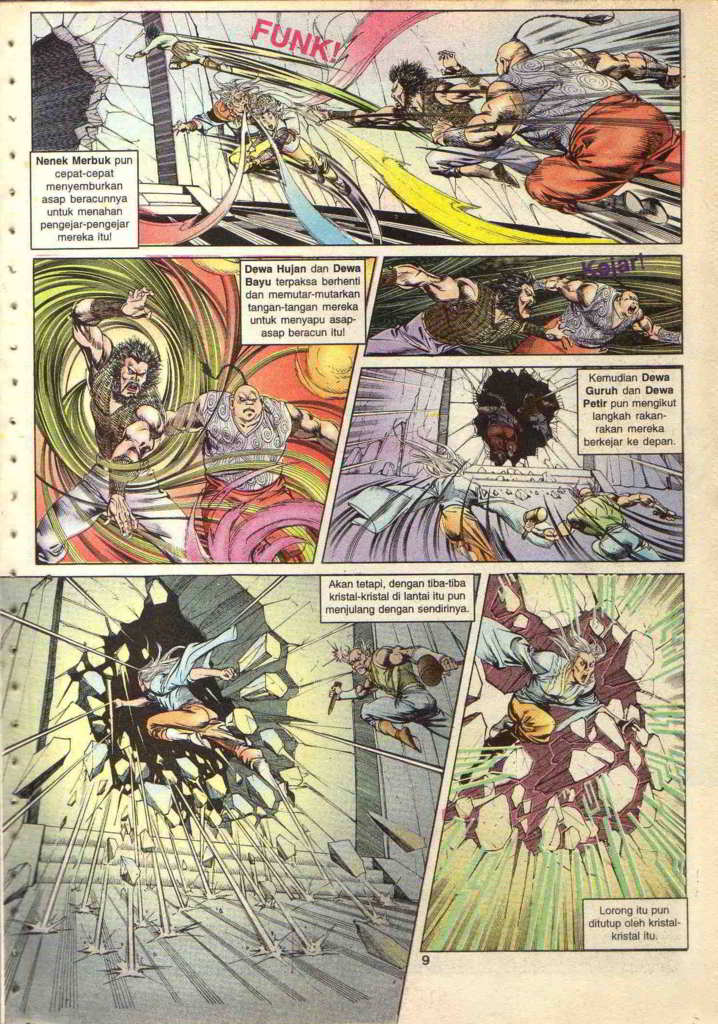 FUNK!
Nenek Merbuk pun
cepat-cepat
menyemburkan
asap beracunnya
untuk menahan
pengejar-pengejar
mereka itu!
Dewa Hujan dan Dewa
Bayu terpaksa berhenti
dan memutar-mutarkan
tangan-tangan mereka
untuk menyapu asap-
asap beracun itu!
Kejar!
Kemudian Dewa
Guruh dan Dewa
Petir pun mengikut
langkah rakan-
rakan mereka
berkejar ke depan.
Akan tetapi, dengan tiba-tiba
kristal-kristal di lantai itu pun
menjulang dengan sendirinya.
Lorong itu pun
ditutup oleh kristal-
kristal itu.
9